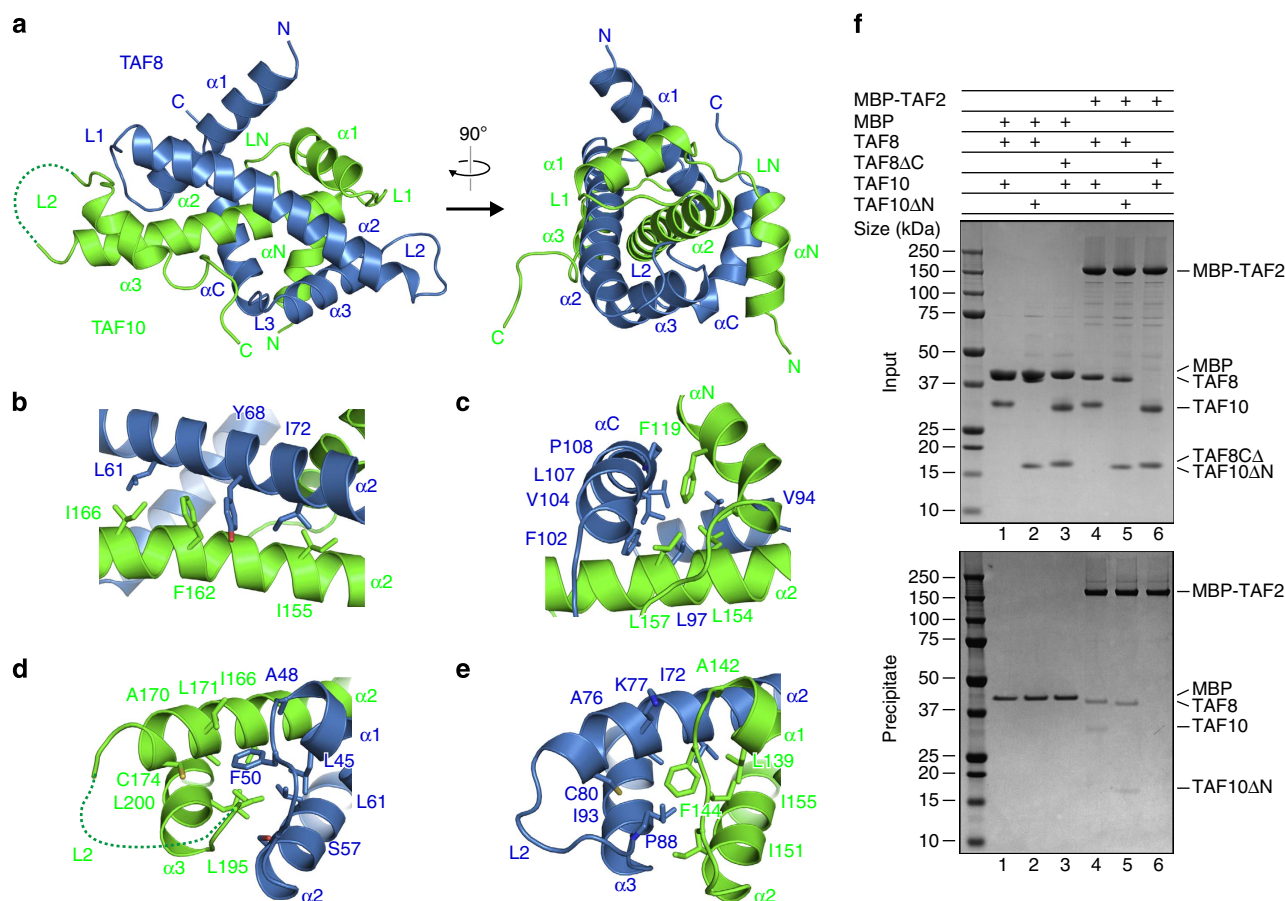 a
N
TAF8
α1
C
L1
LN
α1
L2
α2
L1
α2
L2
αN
α3
αC
α3
L3
TAF10
N
C
90°
N
α1
C
α1
LN
L1
α3
α2
αN
L2
α2
α3
αC
C
N
b
Y68
I72
L61
α2
I166
α2
F162
I155
c
αN
αC
F119
P108
L107
V104
V94
F102
α2
L157
L97
L154
d
A170
L171
I166
A48
α2
α1
L45
C174
F50
L200
L61
L2
S57
α3
L195
α2
e
A142
K77
I72
A76
α2
α1
L139
C80
I93
F144
I155
L2
P88
I151
α3
α2
f
MBP-TAF2 + + +
MBP + + +
TAF8 + + + +
TAF8ΔC + +
TAF10 + + + +
TAF10ΔN + +
Size (kDa)
250
150
100
75
50
37
25
20
15
10
Input
MBP-TAF2
MBP
TAF8
TAF10
TAF8CΔ
TAF10ΔN
1 2 3 4 5 6
250
150
100
75
50
37
25
20
15
10
Precipitate
MBP-TAF2
MBP
TAF8
TAF10
TAF10ΔN
1 2 3 4 5 6